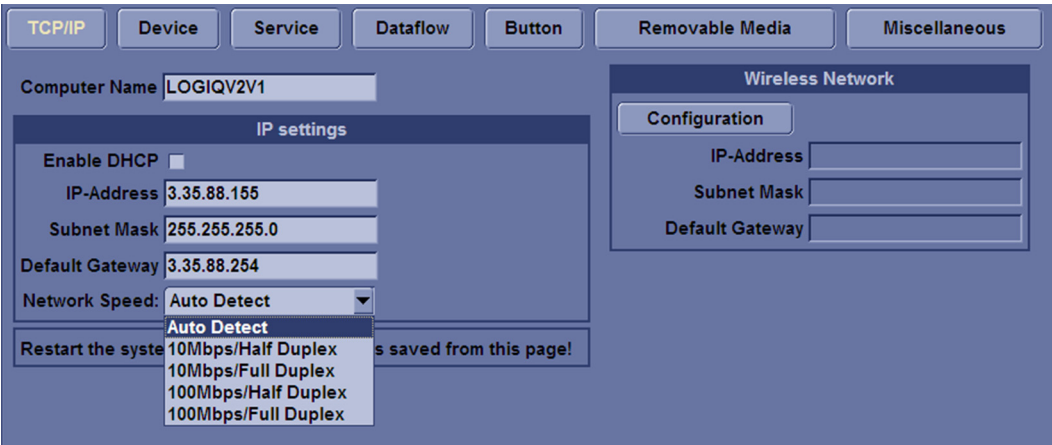 TCP/IP Device Service Dataflow Button Removable Media Miscellaneous
Computer Name LOGIQV2V1
IP settings
Enable DHCP
IP-Address 3.35.88.155
Subnet Mask 255.255.255.0
Default Gateway 3.35.88.254
Network Speed: Auto Detect
Auto Detect
10Mbps/Half Duplex
10Mbps/Full Duplex
100Mbps/Half Duplex
100Mbps/Full Duplex
Restart the syste s saved from this page!
Wireless Network
Configuration
IP-Address
Subnet Mask
Default Gateway